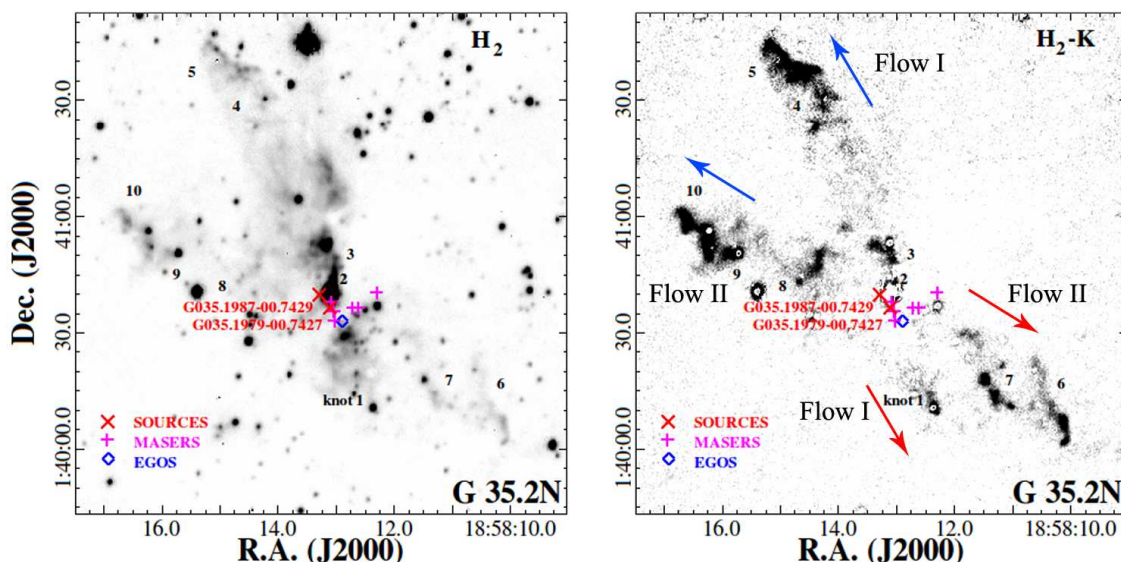 H2
5
4
10
3
9
8
2
G035.1987-00.7429
G035.1979-00.7427
7
6
knot 1
SOURCES
MASERS
EGOS
G 35.2N
30.0
41:00.0
30.0
1:40:00.0
Dec. (J2000)
16.0
14.0
12.0
18:58:10.0
R.A. (J2000)
H2-K
Flow I
5
4
10
3
9
8
2
Flow II
G035.1987-00.7429
G035.1979-00.7427
Flow II
7
6
knot 1
Flow I
SOURCES
MASERS
EGOS
G 35.2N
30.0
41:00.0
30.0
1:40:00.0
16.0
14.0
12.0
18:58:10.0
R.A. (J2000)